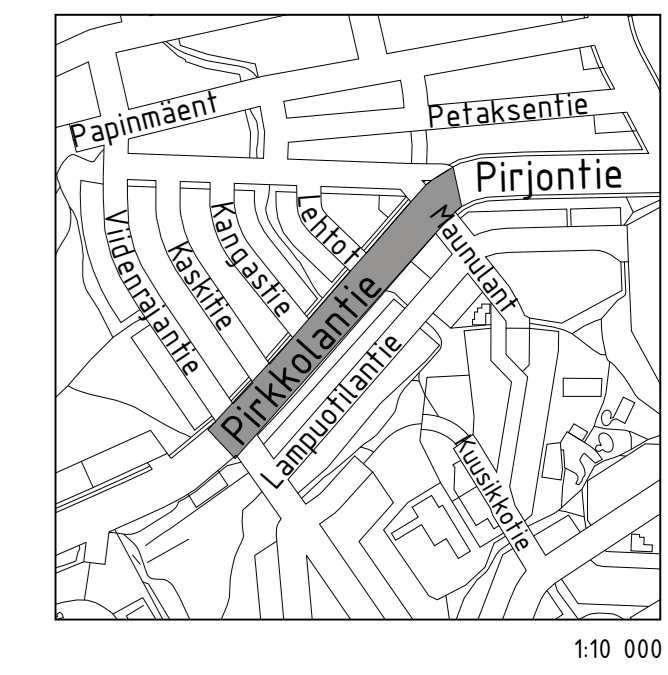 Papinmäent
Petaksentie
Pirjontie
Viidenrajantie
Kaskitie
Kangastie
Lehtot
Maunulant
Pirkkolantie
Lampuotilantie
Kuusikkotie
1:10 000